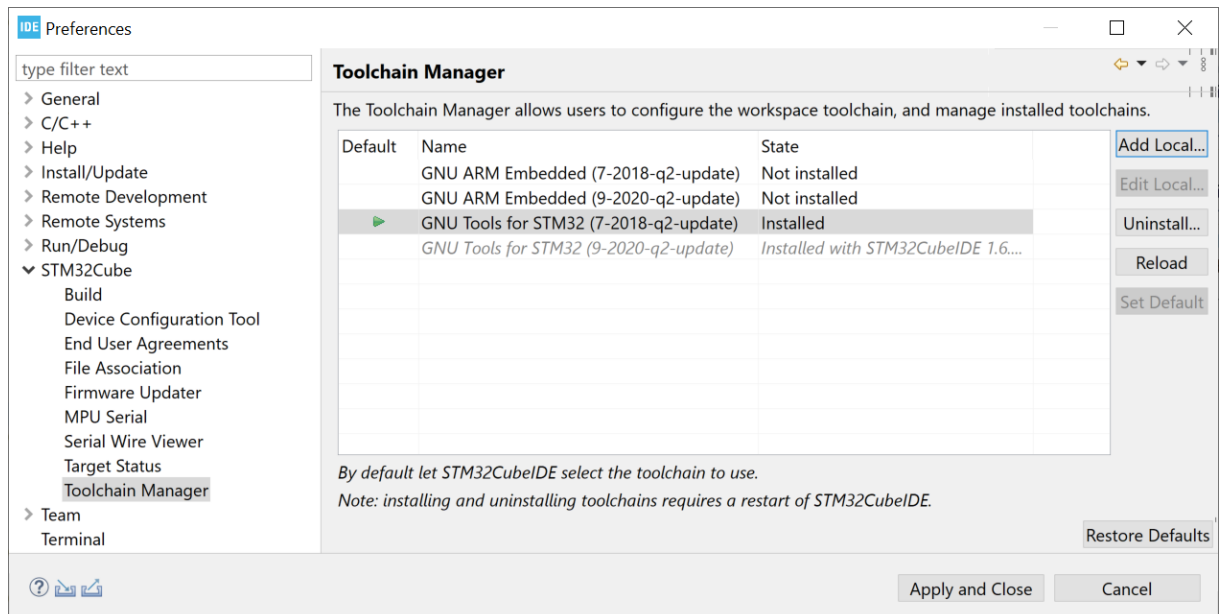 IDE Preferences
type filter text
General
C/C++
Help
Install/Update
Remote Development
Remote Systems
Run/Debug
STM32Cube
Build
Device Configuration Tool
End User Agreements
File Association
Firmware Updater
MPU Serial
Serial Wire Viewer
Target Status
Toolchain Manager
Team
Terminal
Toolchain Manager
The Toolchain Manager allows users to configure the workspace toolchain, and manage installed toolchains.
Default Name State
GNU ARM Embedded (7-2018-q2-update) Not installed
GNU ARM Embedded (9-2020-q2-update) Not installed
GNU Tools for STM32 (7-2018-q2-update) Installed
GNU Tools for STM32 (9-2020-q2-update) Installed with STM32CubeIDE 1.6....
Add Local...
Edit Local...
Uninstall...
Reload
Set Default
By default let STM32CubeIDE select the toolchain to use.
Note: installing and uninstalling toolchains requires a restart of STM32CubeIDE.
Restore Defaults
? Apply and Close Cancel